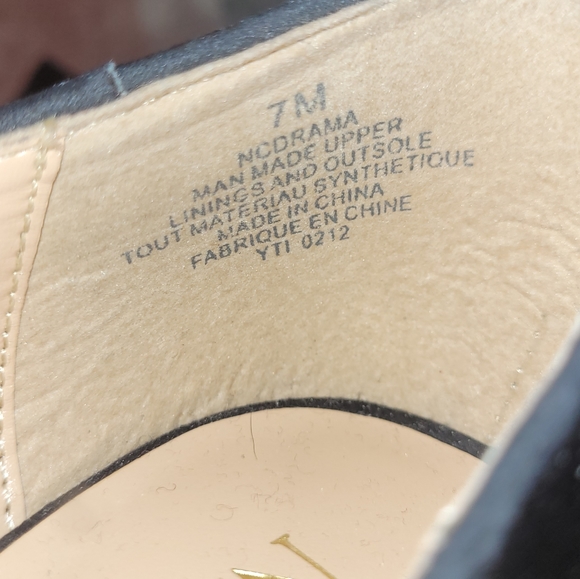 7M
NCDRAMA
MAN MADE UPPER
LININGS AND OUTSOLE
TOUT MATERIAU SYNTHETIQUE
MADE IN CHINA
FABRIQUE EN CHINE
YTI 0212